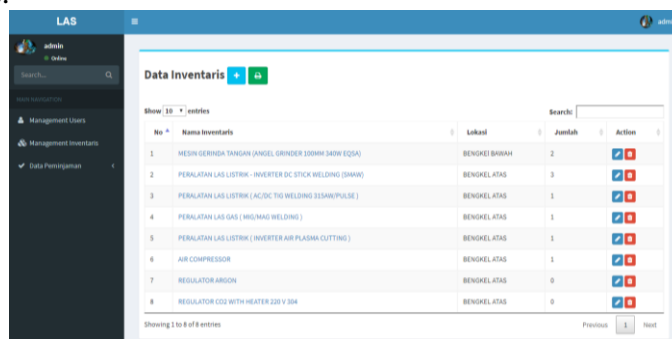 LAS
admin
admin
Online
Search...
MAIN NAVIGATION
Management Users
Management Inventaris
Data Peminjaman
Data Inventaris
Show 10 entries
Search:
No Nama Inventaris Lokasi Jumlah Action
1 MESIN GERINDA TANGAN (ANGEL GRINDER 100MM 540W EQSA) BENGKEL BAWAH 2
2 PERALATAN LAS LISTRIK - INVERTER DC STICK WELDING (SMAW) BENGKEL ATAS 3
3 PERALATAN LAS LISTRIK ( AC/DC TIG WELDING 315AW/PULSE ) BENGKEL ATAS 1
4 PERALATAN LAS GAS ( MIG/MAG WELDING ) BENGKEL ATAS 1
5 PERALATAN LAS LISTRIK ( INVERTER AIR PLASMA CUTTING ) BENGKEL ATAS 1
6 AIR COMPRESSOR BENGKEL ATAS 1
7 REGULATOR ARGON BENGKEL ATAS 0
8 REGULATOR CO2 WITH HEATER 220 V 304 BENGKEL ATAS 0
Showing 1 to 8 of 8 entries
Previous 1 Next